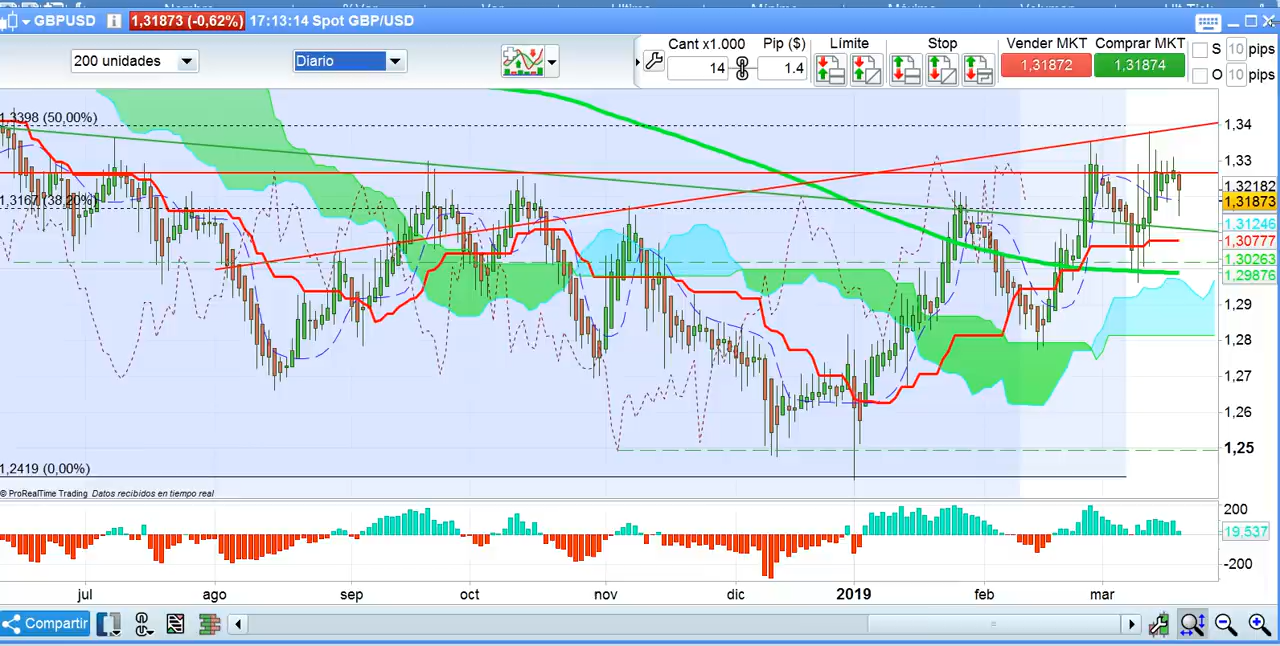 GBPUSD 1,31873 (-0,62%) 17:13:14 Spot GBP/USD
200 unidades
Diario
Cant x1.000
14
Pip ($)
1.4
Límite
Stop
Vender MKT
1,31872
Comprar MKT
1,31874
S 10 pips
O 10 pips
1,3398 (50,00%)
1,3167 (38,20%)
1,2419 (0,00%)
© ProRealTime Trading Datos recibidos en tiempo real
1,34
1,33
1,32182
1,31873
1,31246
1,30777
1,30263
1,29876
1,29
1,28
1,27
1,26
1,25
200
19,537
-200
jul
ago
sep
oct
nov
dic
2019
feb
mar
Compartir